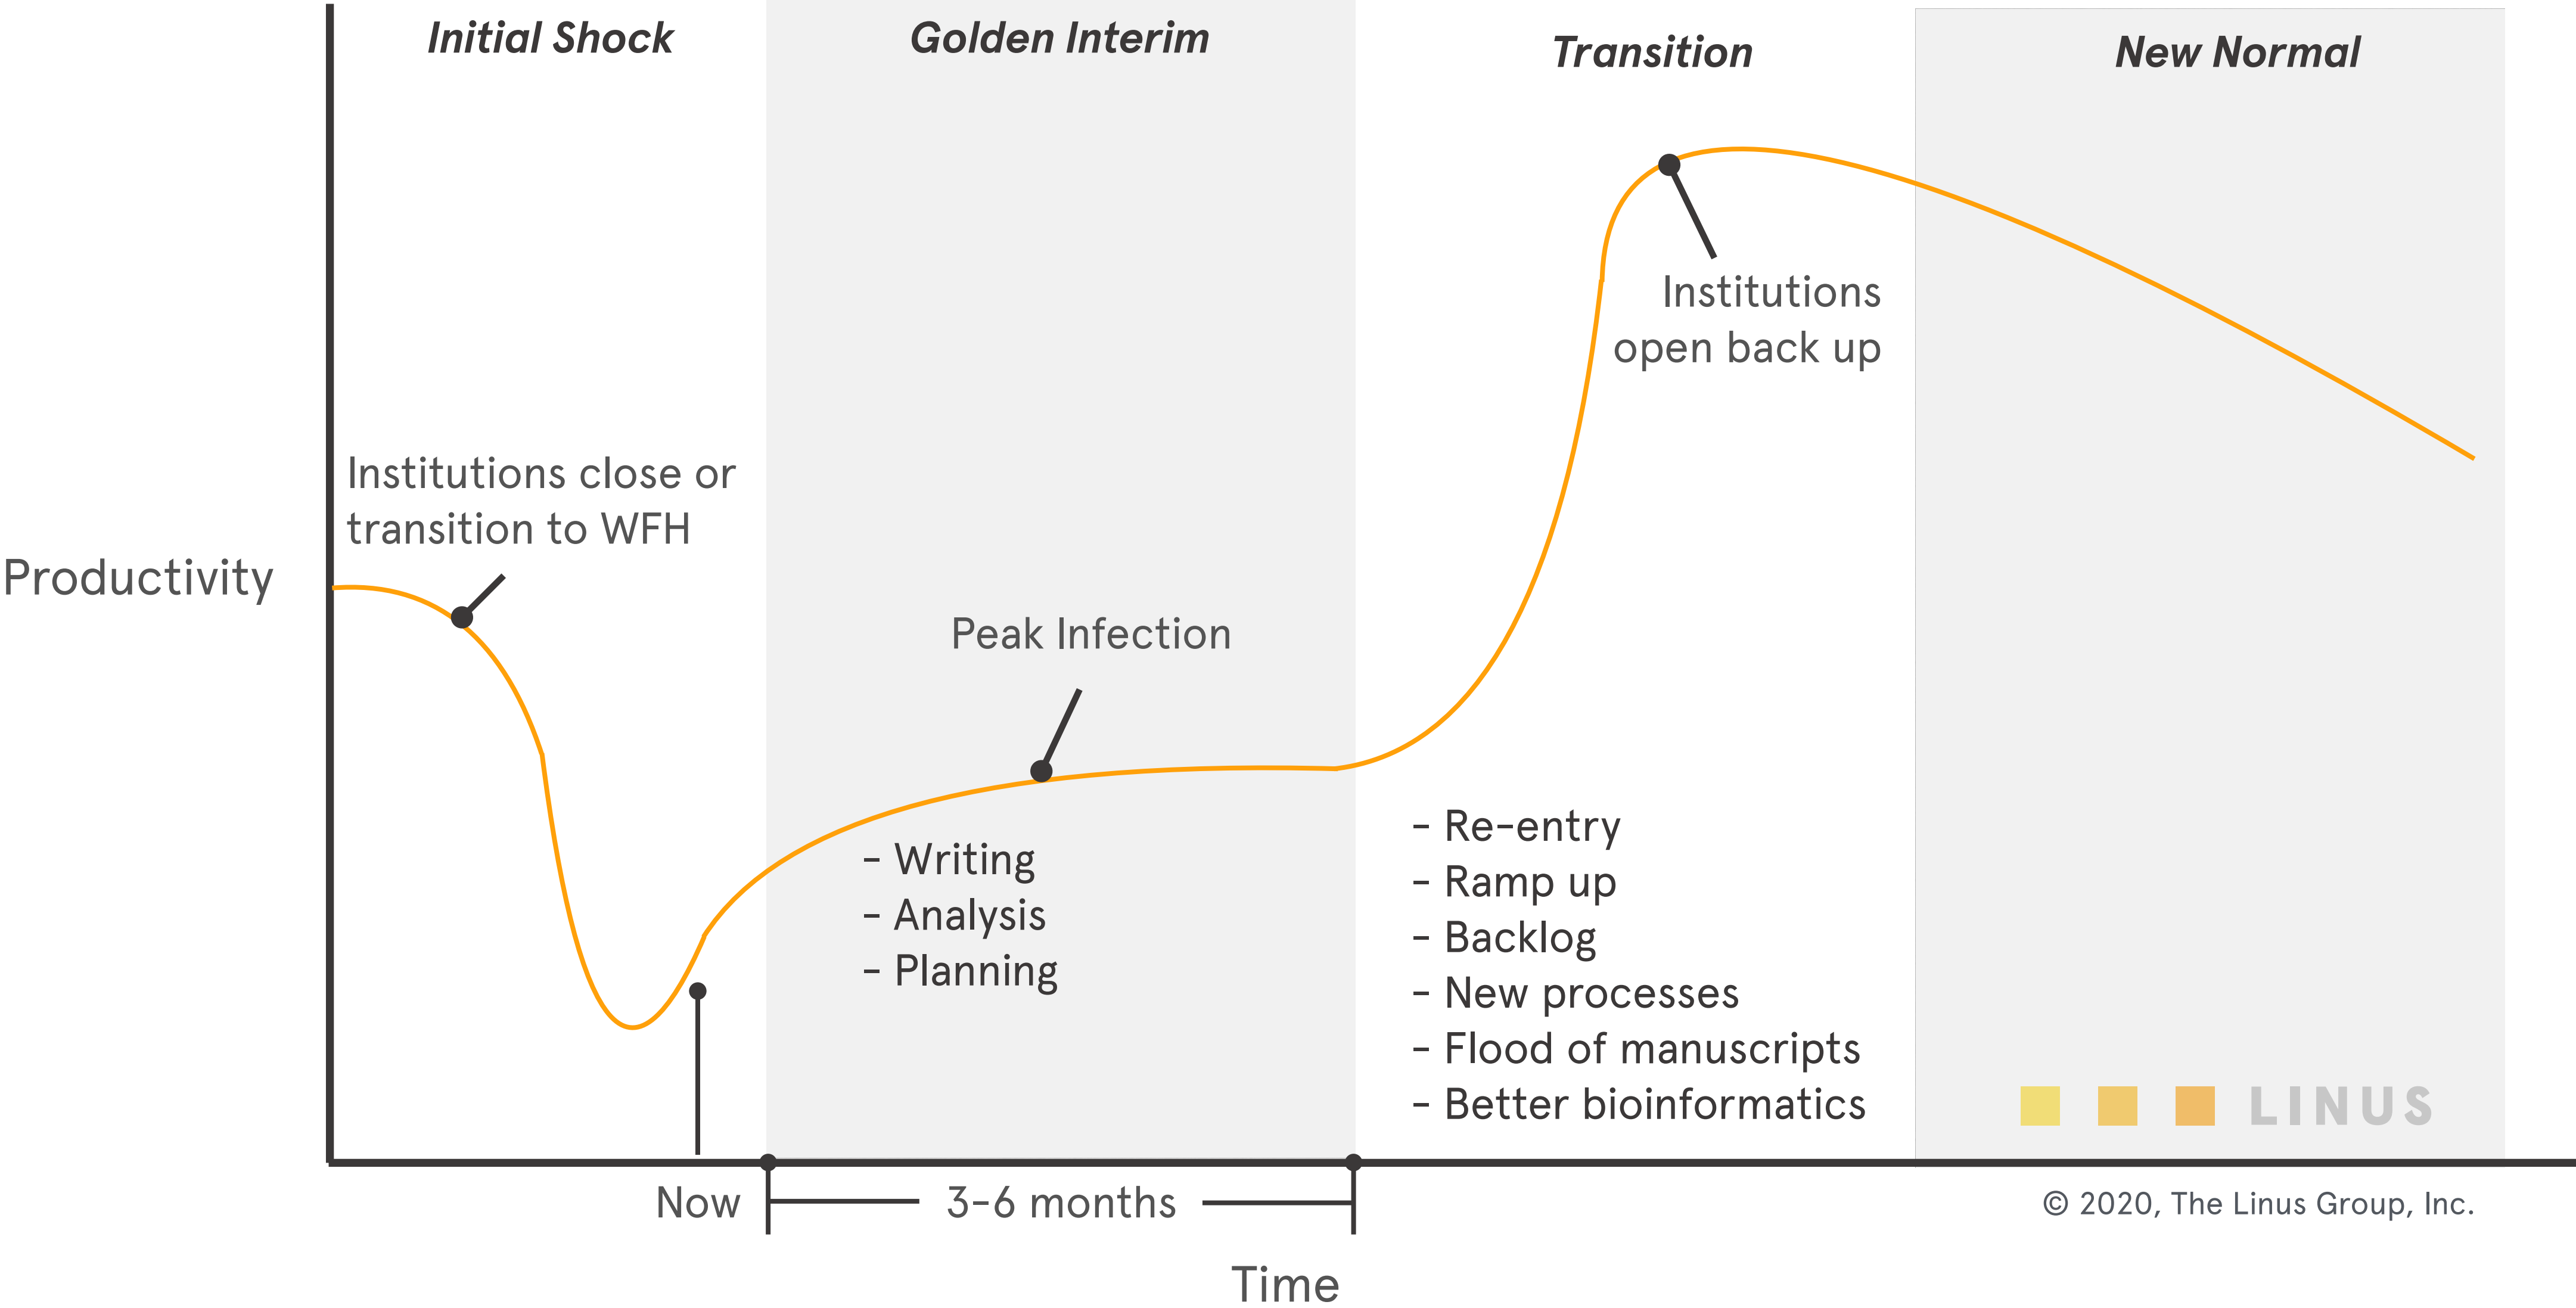 Initial Shock
Golden Interim
Transition
New Normal
Institutions close or
transition to WFH
Productivity
Peak Infection
Institutions
open back up
- Writing
- Analysis
- Planning
- Re-entry
- Ramp up
- Backlog
- New processes
- Flood of manuscripts
- Better bioinformatics
LINUS
Now
3-6 months
© 2020, The Linus Group, Inc.
Time